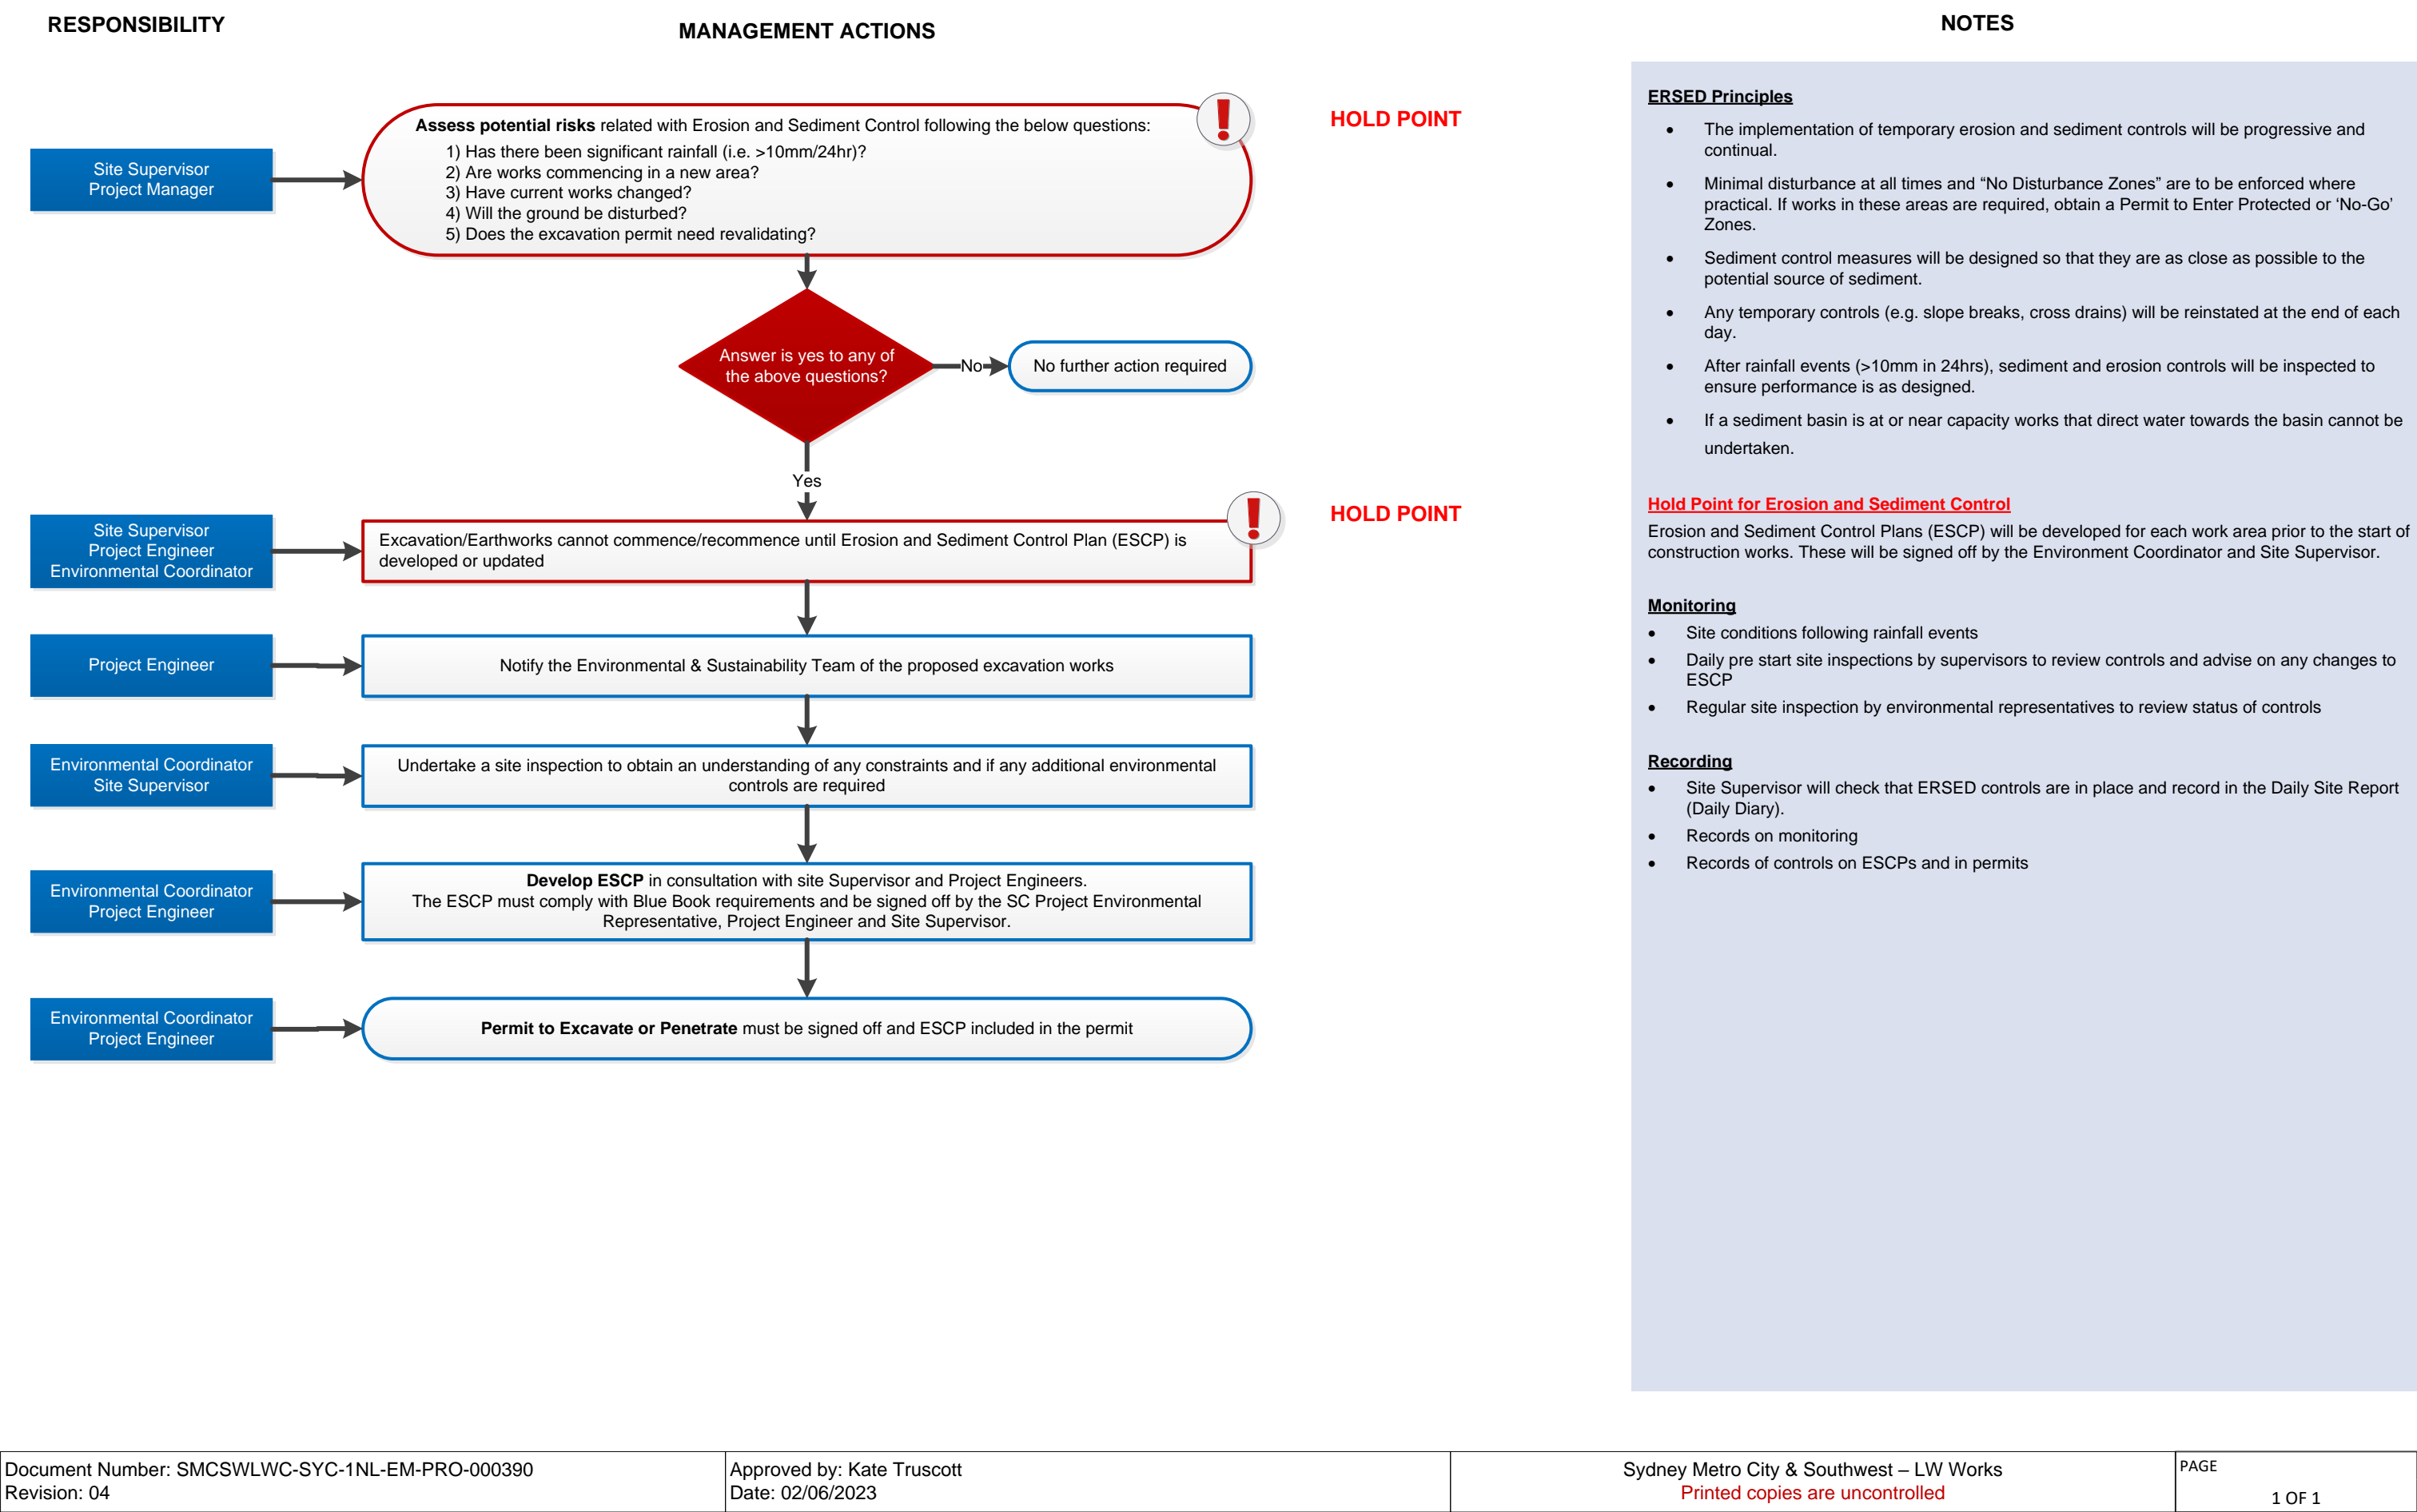 RESPONSIBILITY
MANAGEMENT ACTIONS
NOTES
Site Supervisor
Project Manager
Assess potential risks related with Erosion and Sediment Control following the below questions:
1) Has there been significant rainfall (i.e. >10mm/24hr)?
2) Are works commencing in a new area?
3) Have current works changed?
4) Will the ground be disturbed?
5) Does the excavation permit need revalidating?
HOLD POINT
Answer is yes to any of
the above questions?
No
No further action required
Yes
Site Supervisor
Project Engineer
Environmental Coordinator
Excavation/Earthworks cannot commence/recommence until Erosion and Sediment Control Plan (ESCP) is
developed or updated
HOLD POINT
Project Engineer
Notify the Environmental & Sustainability Team of the proposed excavation works
Environmental Coordinator
Site Supervisor
Undertake a site inspection to obtain an understanding of any constraints and if any additional environmental
controls are required
Environmental Coordinator
Project Engineer
Develop ESCP in consultation with site Supervisor and Project Engineers.
The ESCP must comply with Blue Book requirements and be signed off by the SC Project Environmental
Representative, Project Engineer and Site Supervisor.
Environmental Coordinator
Project Engineer
Permit to Excavate or Penetrate must be signed off and ESCP included in the permit
ERSED Principles
• The implementation of temporary erosion and sediment controls will be progressive and
continual.
• Minimal disturbance at all times and “No Disturbance Zones” are to be enforced where
practical. If works in these areas are required, obtain a Permit to Enter Protected or ‘No-Go’
Zones.
• Sediment control measures will be designed so that they are as close as possible to the
potential source of sediment.
• Any temporary controls (e.g. slope breaks, cross drains) will be reinstated at the end of each
day.
• After rainfall events (>10mm in 24hrs), sediment and erosion controls will be inspected to
ensure performance is as designed.
• If a sediment basin is at or near capacity works that direct water towards the basin cannot be
undertaken.
Hold Point for Erosion and Sediment Control
Erosion and Sediment Control Plans (ESCP) will be developed for each work area prior to the start of
construction works. These will be signed off by the Environment Coordinator and Site Supervisor.
Monitoring
• Site conditions following rainfall events
• Daily pre start site inspections by supervisors to review controls and advise on any changes to
ESCP
• Regular site inspection by environmental representatives to review status of controls
Recording
• Site Supervisor will check that ERSED controls are in place and record in the Daily Site Report
(Daily Diary).
• Records on monitoring
• Records of controls on ESCPs and in permits
Document Number: SMCSWLWC-SYC-1NL-EM-PRO-000390
Revision: 04
Approved by: Kate Truscott
Date: 02/06/2023
Sydney Metro City & Southwest – LW Works
Printed copies are uncontrolled
PAGE
1 OF 1